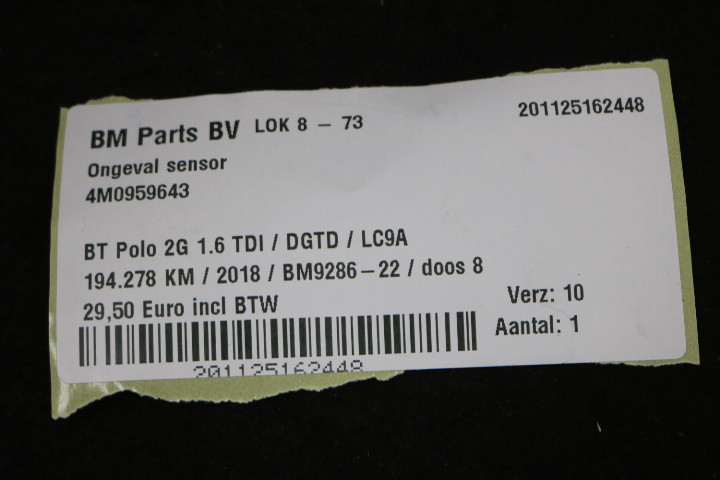 BM Parts BV LOK 8 – 73 201125162448
Ongeval sensor
4M0959643
BT Polo 2G 1.6 TDI / DGTD / LC9A
194.278 KM / 2018 / BM9286–22 / doos 8
29,50 Euro incl BTW Verz: 10
Aantal: 1
201125162448